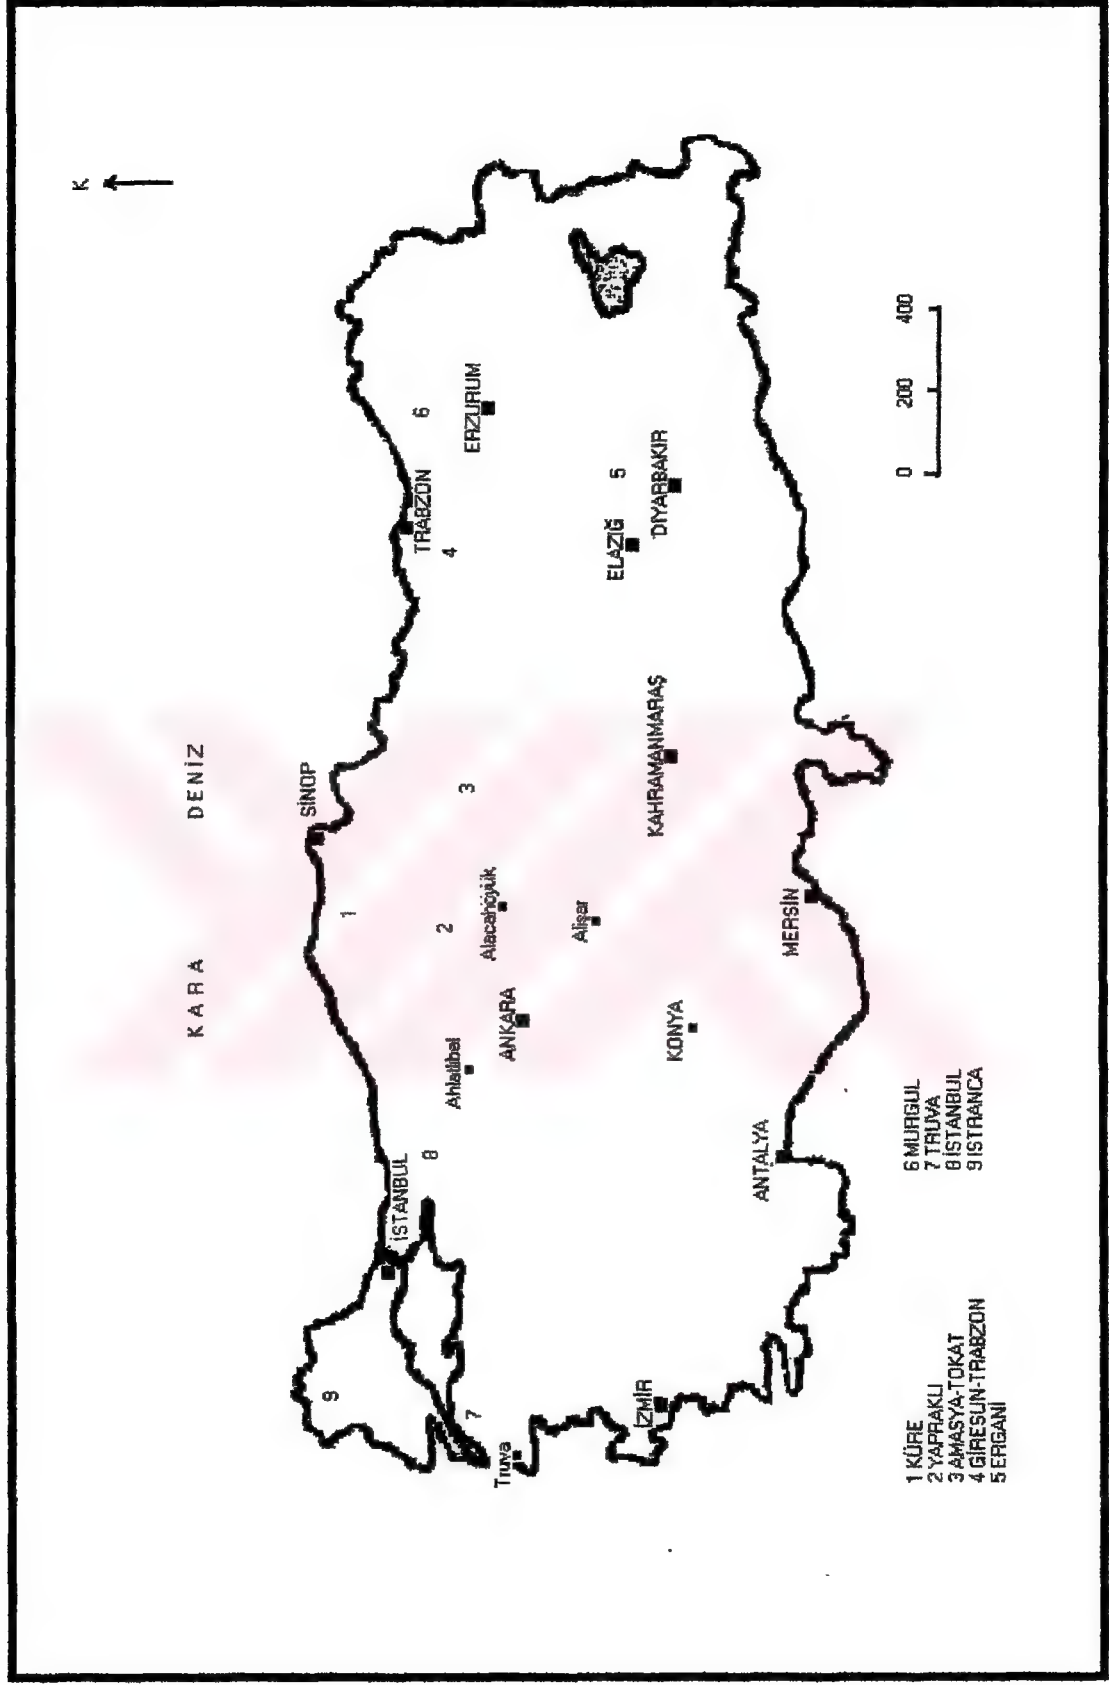 K
KARA DENİZ
SİNOP
1
9
İSTANBUL
8
TRABZON
6
4
2
3
Ahlatlıbel
ERZURUM
7
Truva
Alacahöyük
ANKARA
Alişar
ELAZIĞ
5
İZMİR
KONYA
KAHRAMANMARAŞ
DİYARBAKIR
ANTALYA
MERSİN
0 200 400
1 KÜRE
2 YAPRAKLI
3 AMASYA-TOKAT
4 GİRESUN-TRABZON
5 ERGANİ
6 MURGUL
7 TRUVA
8 İSTANBUL
9 ISTRANCA